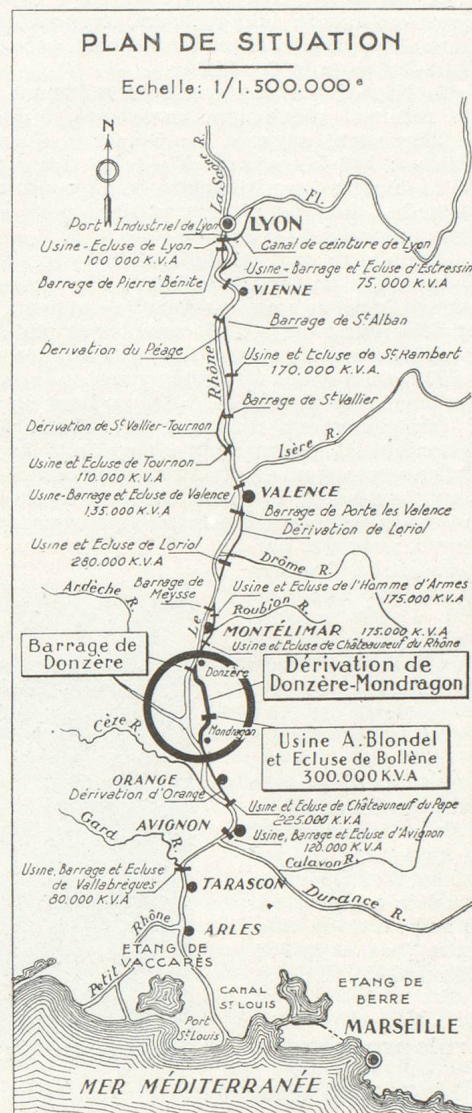 PLAN DE SITUATION
Echelle: 1/1.500.000e
N
La Saône R.
Fl.
Port Industriel de Lyon
LYON
Usine-Ecluse de Lyon
100 000 K.V.A
Canal de ceinture de Lyon
Barrage de Pierre Bénite
Usine-Barrage et Ecluse d'Estressin
75.000 K.V.A
VIENNE
Barrage de St Alban
Dérivation du Péage
Rhône
Usine et Ecluse de St Rambert
170.000 K.V.A.
Barrage de St Vallier
Dérivation de St Vallier-Tournon
Isère R.
Usine et Ecluse de Tournon
110.000 K.V.A
Usine-Barrage et Ecluse de Valence
135.000 K.V.A
VALENCE
Barrage de Porte les Valence
Dérivation de Loriol
Usine et Ecluse de Loriol
280.000 K.V.A
Drôme R.
Ardèche R.
Barrage de
Meysse
Usine et Ecluse de l'Homme d'Armes
175.000 K.V.A
Roubion R.
Le
MONTÉLIMAR
175.000 K.V.A
Usine et Ecluse de Châteauneuf du Rhône
Barrage de
Donzère
Donzère
Dérivation de
Donzère-Mondragon
Cèze R.
Mondragon
Usine A. Blondel
et Ecluse de Bollène
300.000 K.V.A
ORANGE
Dérivation d'Orange
Usine et Ecluse de Châteauneuf du Pape
225.000 K.V.A
Gard R.
AVIGNON
Usine, Barrage et Ecluse d'Avignon
120.000 K.V.A
Calavon R.
Usine, Barrage et Ecluse
de Vallabrègues
80.000 K.V.A
TARASCON
Durance R.
Petit Rhône
ARLES
ETANG DE
VACCARÈS
CANAL
ST LOUIS
ETANG DE
BERRE
Port
St Louis
MARSEILLE
MER MÉDITERRANÉE